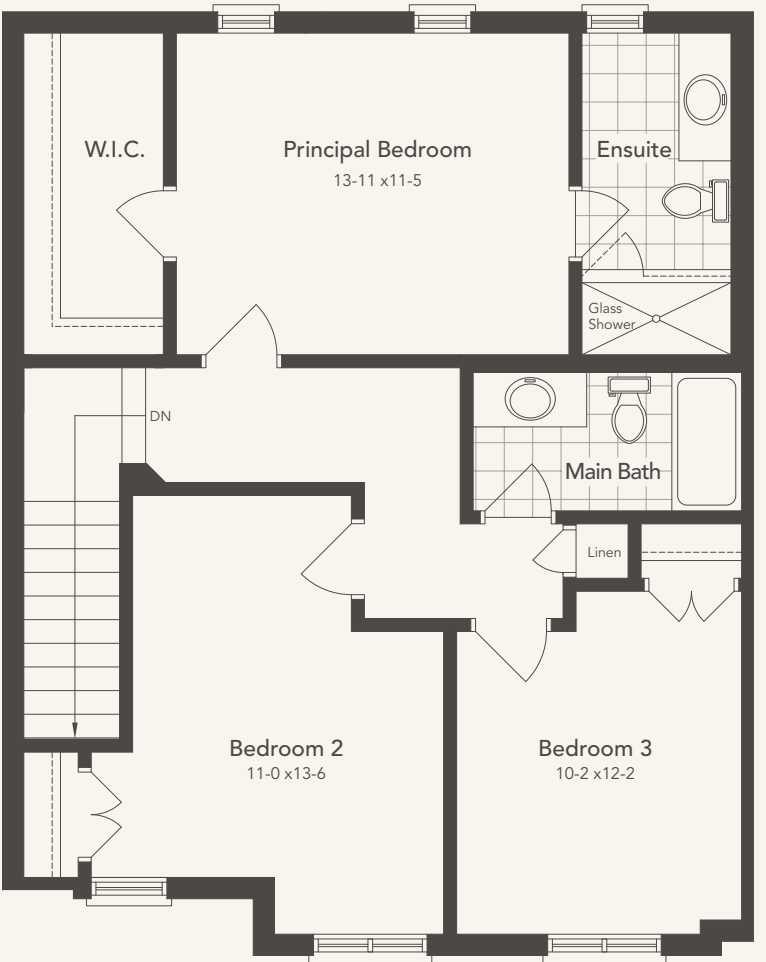 W.I.C.
Principal Bedroom
13-11 x11-5
Ensuite
Glass
Shower
DN
Main Bath
Linen
Bedroom 2
11-0 x13-6
Bedroom 3
10-2 x12-2